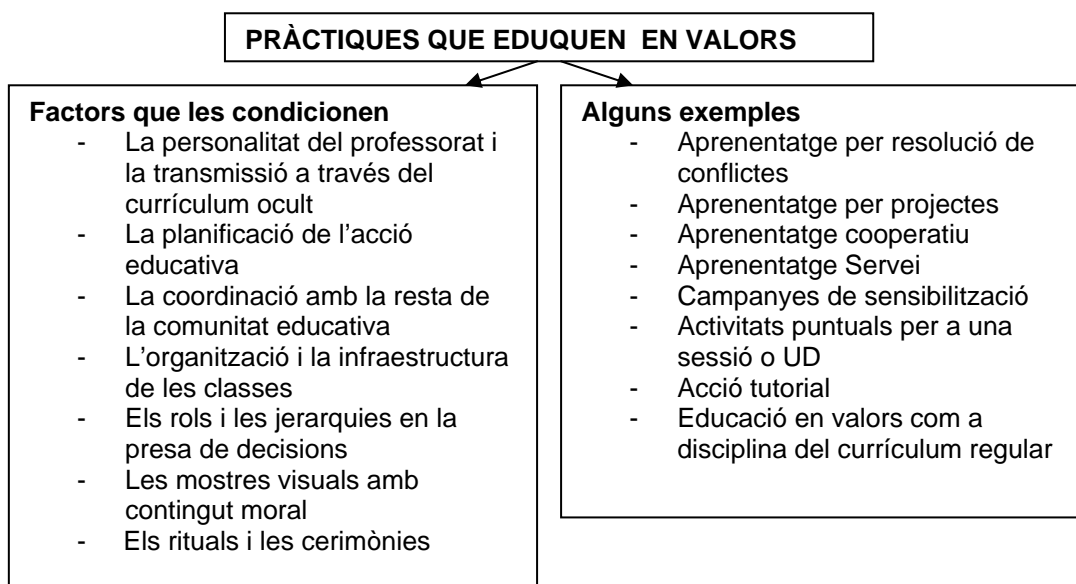 PRÀCTIQUES QUE EDUQUEN EN VALORS
Factors que les condicionen
- La personalitat del professorat i
la transmissió a través del
currículum ocult
- La planificació de l’acció
educativa
- La coordinació amb la resta de
la comunitat educativa
- L’organització i la infraestructura
de les classes
- Els rols i les jerarquies en la
presa de decisions
- Les mostres visuals amb
contingut moral
- Els rituals i les cerimònies
Alguns exemples
- Aprenentatge per resolució de
conflictes
- Aprenentatge per projectes
- Aprenentatge cooperatiu
- Aprenentatge Servei
- Campanyes de sensibilització
- Activitats puntuals per a una
sessió o UD
- Acció tutorial
- Educació en valors com a
disciplina del currículum regular